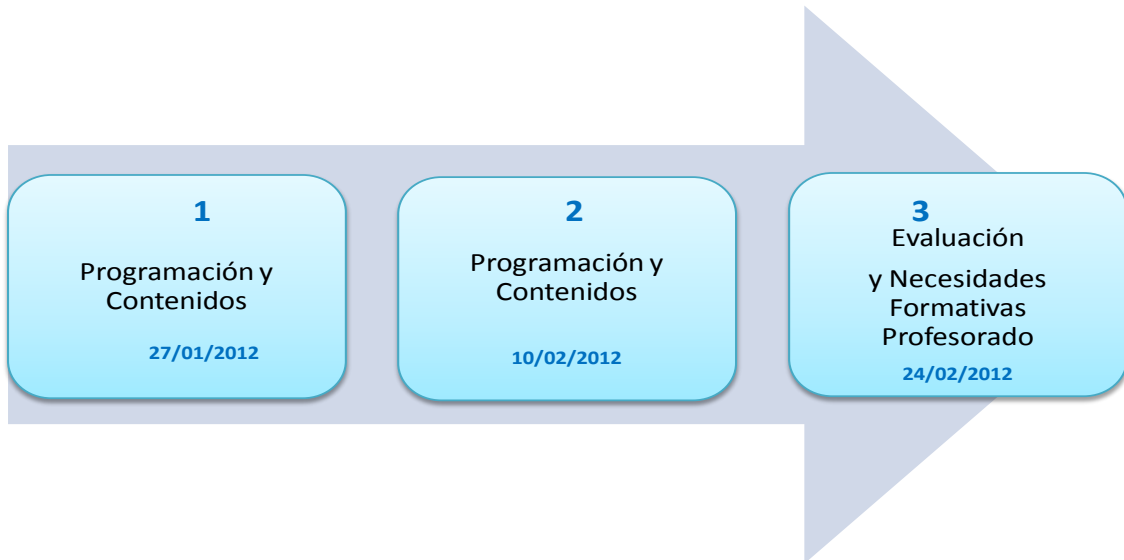 1
Programación y
Contenidos
27/01/2012
2
Programación y
Contenidos
10/02/2012
3
Evaluación
y Necesidades
Formativas
Profesorado
24/02/2012